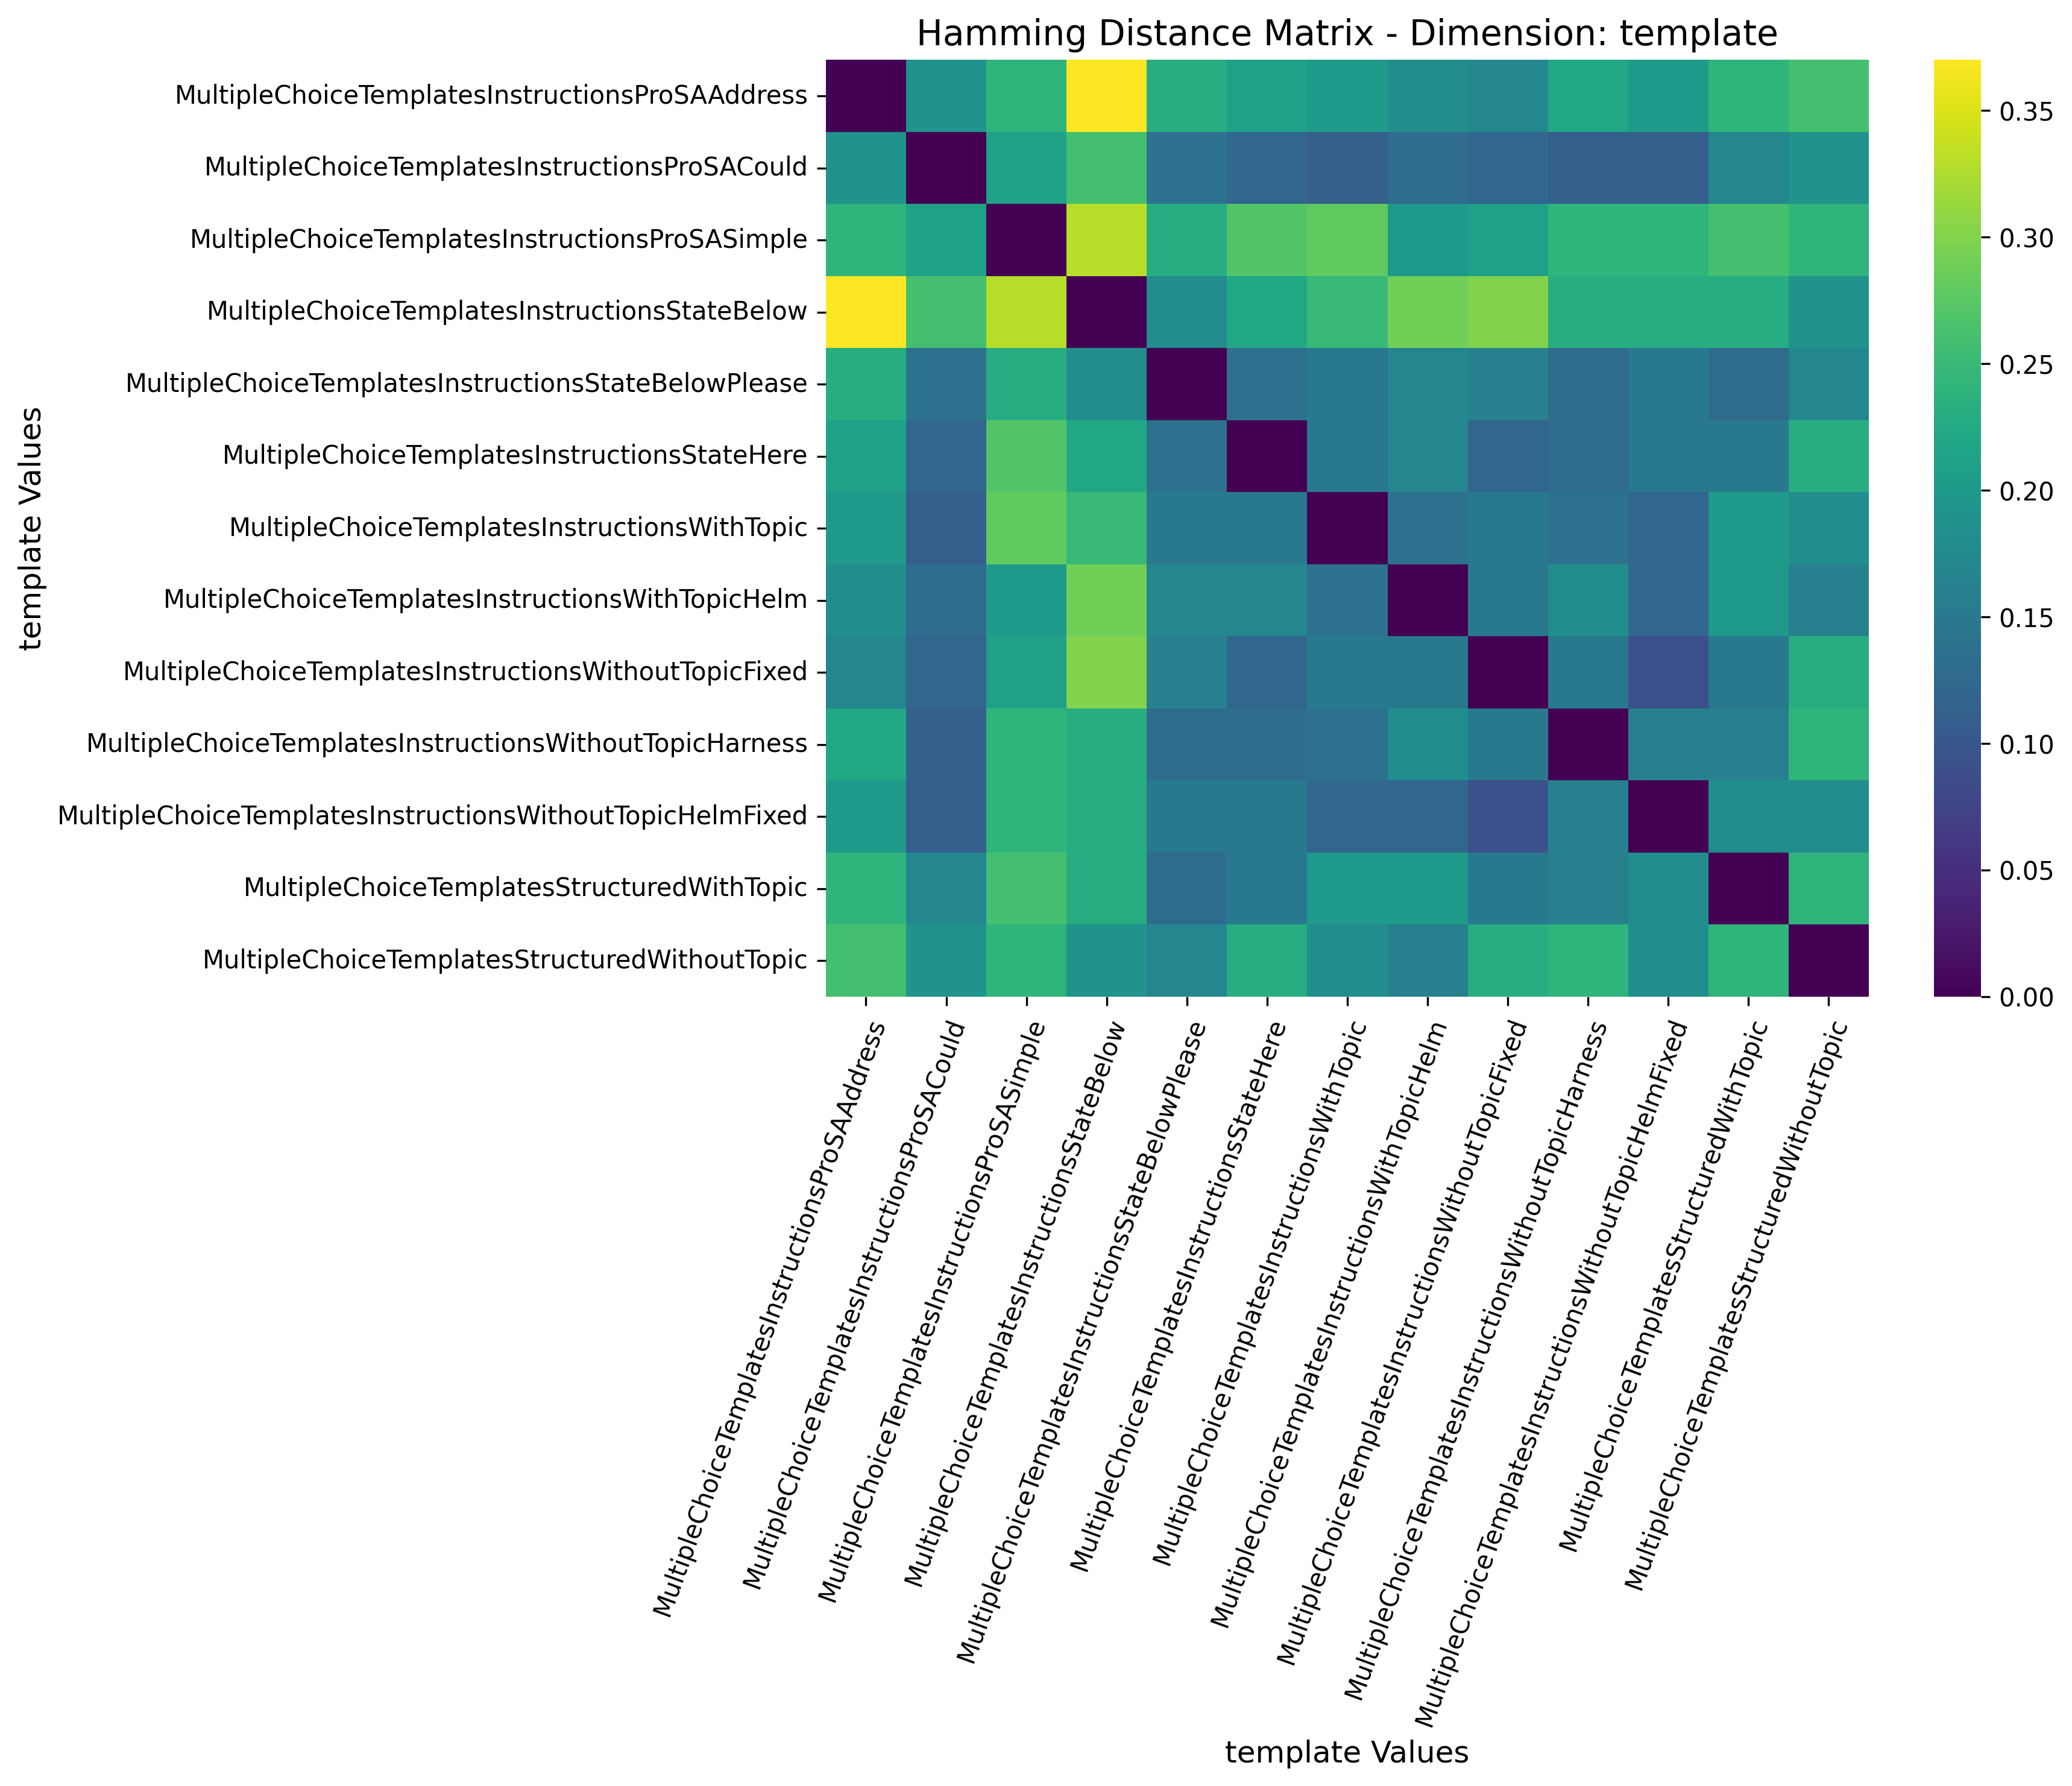 Hamming Distance Matrix - Dimension: template
template Values
MultipleChoiceTemplatesInstructionsProSAAddress
MultipleChoiceTemplatesInstructionsProSACould
MultipleChoiceTemplatesInstructionsProSASimple
MultipleChoiceTemplatesInstructionsStateBelow
MultipleChoiceTemplatesInstructionsStateBelowPlease
MultipleChoiceTemplatesInstructionsStateHere
MultipleChoiceTemplatesInstructionsWithTopic
MultipleChoiceTemplatesInstructionsWithTopicHelm
MultipleChoiceTemplatesInstructionsWithoutTopicFixed
MultipleChoiceTemplatesInstructionsWithoutTopicHarness
MultipleChoiceTemplatesInstructionsWithoutTopicHelmFixed
MultipleChoiceTemplatesStructuredWithTopic
MultipleChoiceTemplatesStructuredWithoutTopic
0.35
0.30
0.25
0.20
0.15
0.10
0.05
0.00
MultipleChoiceTemplatesInstructionsProSAAddress
MultipleChoiceTemplatesInstructionsProSACould
MultipleChoiceTemplatesInstructionsProSASimple
MultipleChoiceTemplatesInstructionsStateBelow
MultipleChoiceTemplatesInstructionsStateBelowPlease
MultipleChoiceTemplatesInstructionsStateHere
MultipleChoiceTemplatesInstructionsWithTopic
MultipleChoiceTemplatesInstructionsWithTopicHelm
MultipleChoiceTemplatesInstructionsWithoutTopicFixed
MultipleChoiceTemplatesInstructionsWithoutTopicHarness
MultipleChoiceTemplatesInstructionsWithoutTopicHelmFixed
MultipleChoiceTemplatesStructuredWithTopic
MultipleChoiceTemplatesStructuredWithoutTopic
template Values